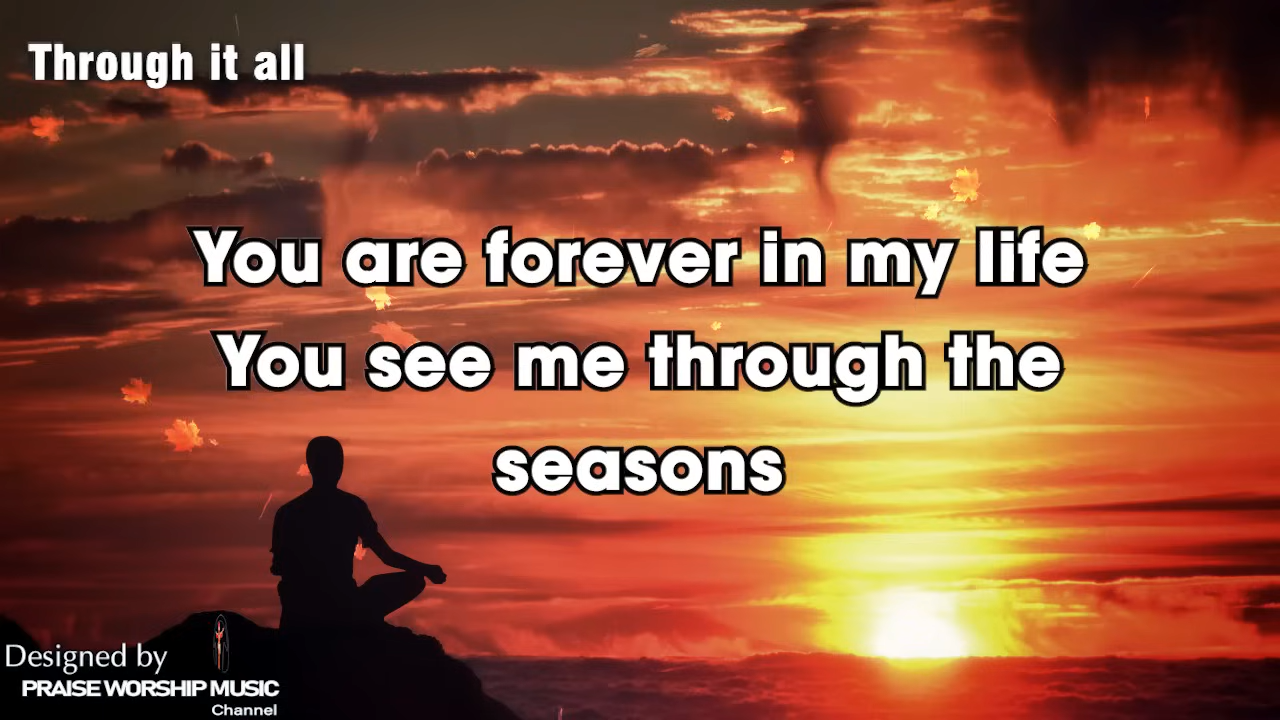 Through it all
You are forever in my life
You see me through the
seasons
Designed by
PRAISE WORSHIP MUSIC
Channel